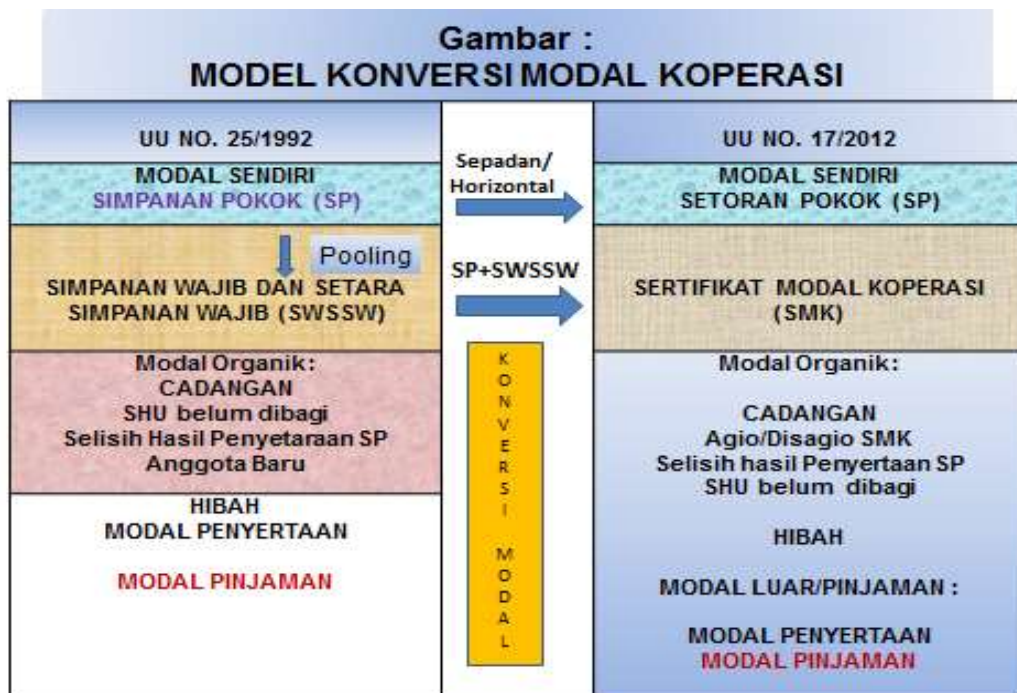 Gambar :
MODEL KONVERSI MODAL KOPERASI
UU NO. 25/1992
MODAL SENDIRI
SIMPANAN POKOK (SP)
Pooling
SIMPANAN WAJIB DAN SETARA
SIMPANAN WAJIB (SWSSW)
Modal Organik:
CADANGAN
SHU belum dibagi
Selisih Hasil Penyetaraan SP
Anggota Baru
HIBAH
MODAL PENYERTAAN
MODAL PINJAMAN
Sepadan/
Horizontal
SP+SWSSW
KONVERSI MODAL
UU NO. 17/2012
MODAL SENDIRI
SETORAN POKOK (SP)
SERTIFIKAT MODAL KOPERASI
(SMK)
Modal Organik:
CADANGAN
Agio/Disagio SMK
Selisih hasil Penyertaan SP
SHU belum dibagi
HIBAH
MODAL LUAR/PINJAMAN :
MODAL PENYERTAAN
MODAL PINJAMAN